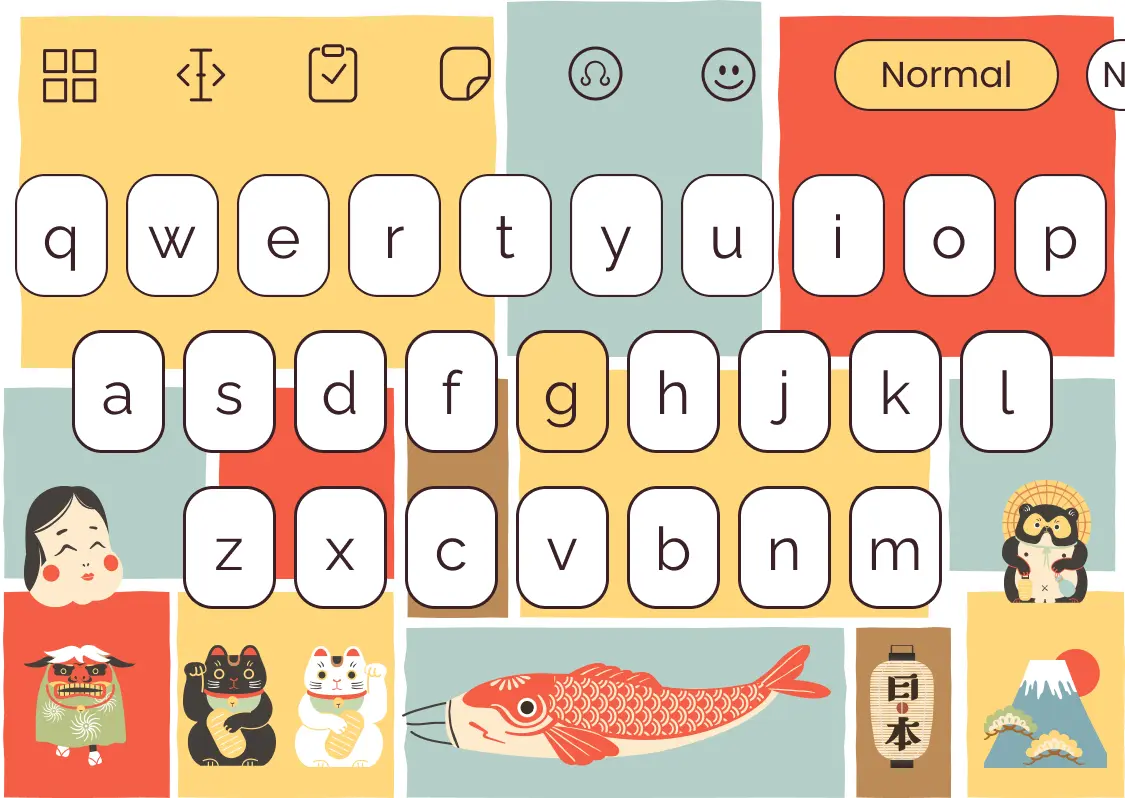 Normal N
q w e r t y u i o p
a s d f g h j k l
z x c v b n m
日
本